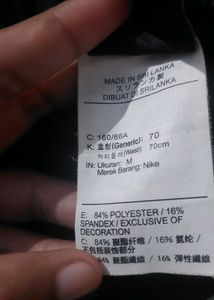 MADE IN SRI LANKA
スリランカ製
DIBUAT DI SRILANKA
C: 160/66A
K: 호칭(Generic): 70
허리둘레(Waist): 70cm
IN: Ukuran: M
Merek Barang: Nike
E: 84% POLYESTER / 16%
SPANDEX / EXCLUSIVE OF
DECORATION
C: 84% 聚酯纤维 / 16% 氨纶 /
不包括装饰部分
84% 聚酯纖維 / 16% 彈性纖維